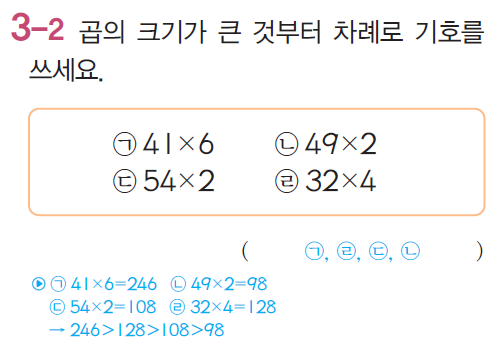 3-2 곱의 크기가 큰 것부터 차례로 기호를
쓰세요.
㉠ 41×6 ㉡ 49×2
㉢ 54×2 ㉣ 32×4
( ㉠, ㉣, ㉢, ㉡ )
▶ ㉠ 41×6=246 ㉡ 49×2=98
㉢ 54×2=108 ㉣ 32×4=128
→ 246>128>108>98